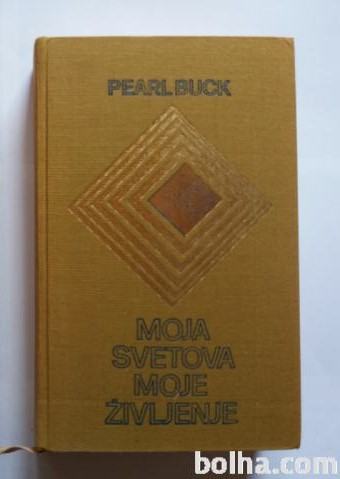 PEARL BUCK
MOJA
SVETOVA
MOJE
ŽIVLJENJE
bolha.com